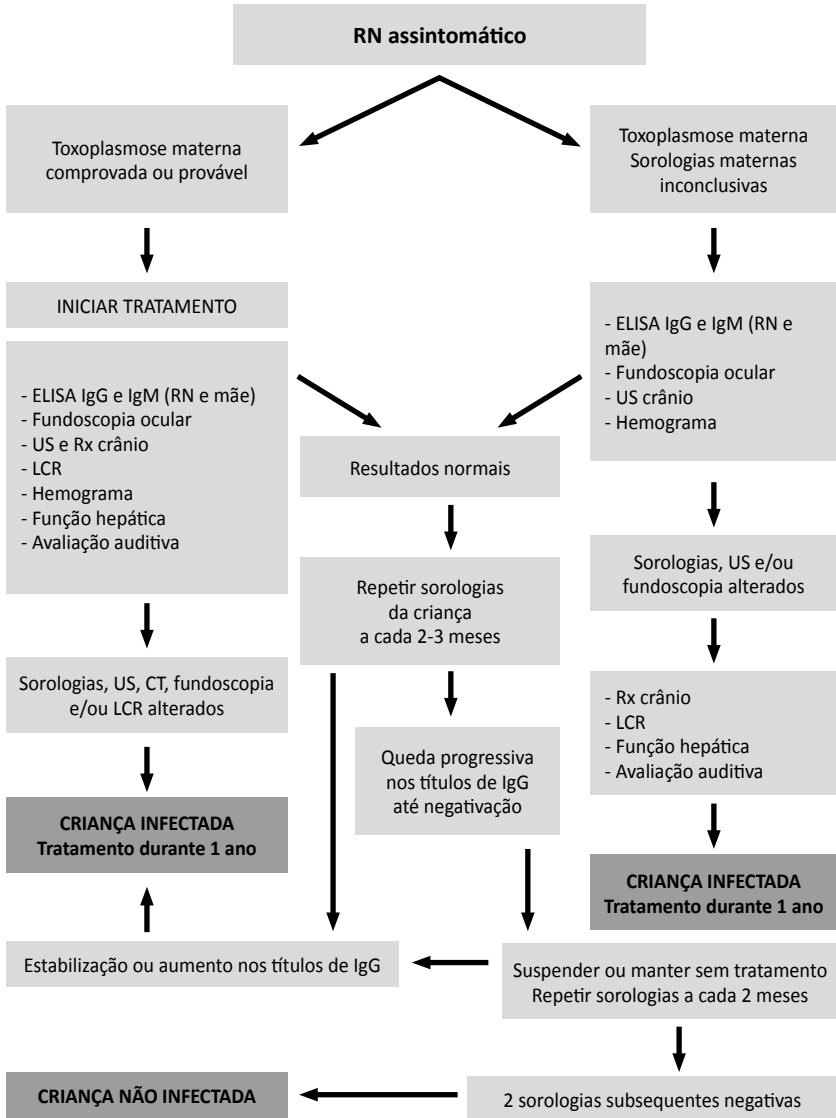 RN assintomático
Toxoplasmose materna
comprovada ou provável
Toxoplasmose materna
Sorologias maternas
inconclusivas
INICIAR TRATAMENTO
- ELISA IgG e IgM (RN e mãe)
- Fundoscopia ocular
- US e Rx crânio
- LCR
- Hemograma
- Função hepática
- Avaliação auditiva
- ELISA IgG e IgM (RN e
mãe)
- Fundoscopia ocular
- US crânio
- Hemograma
Resultados normais
Repetir sorologias
da criança
a cada 2-3 meses
Sorologias, US e/ou
fundoscopia alterados
Sorologias, US, CT, fundoscopia
e/ou LCR alterados
- Rx crânio
- LCR
- Função hepática
- Avaliação auditiva
Queda progressiva
nos títulos de IgG
até negativação
CRIANÇA INFECTADA
Tratamento durante 1 ano
CRIANÇA INFECTADA
Tratamento durante 1 ano
Estabilização ou aumento nos títulos de IgG
Suspender ou manter sem tratamento
Repetir sorologias a cada 2 meses
CRIANÇA NÃO INFECTADA
2 sorologias subsequentes negativas